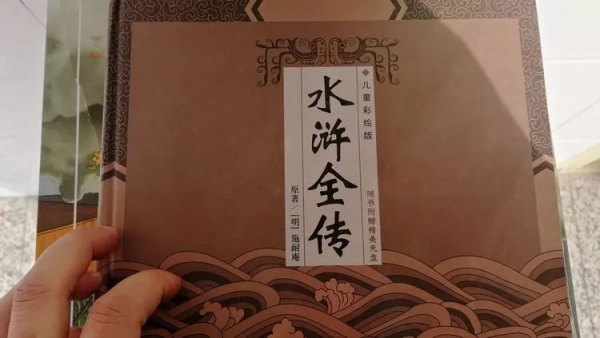 儿童彩绘版
水浒全传
随书附赠精美光盘
原著/[明]施耐庵